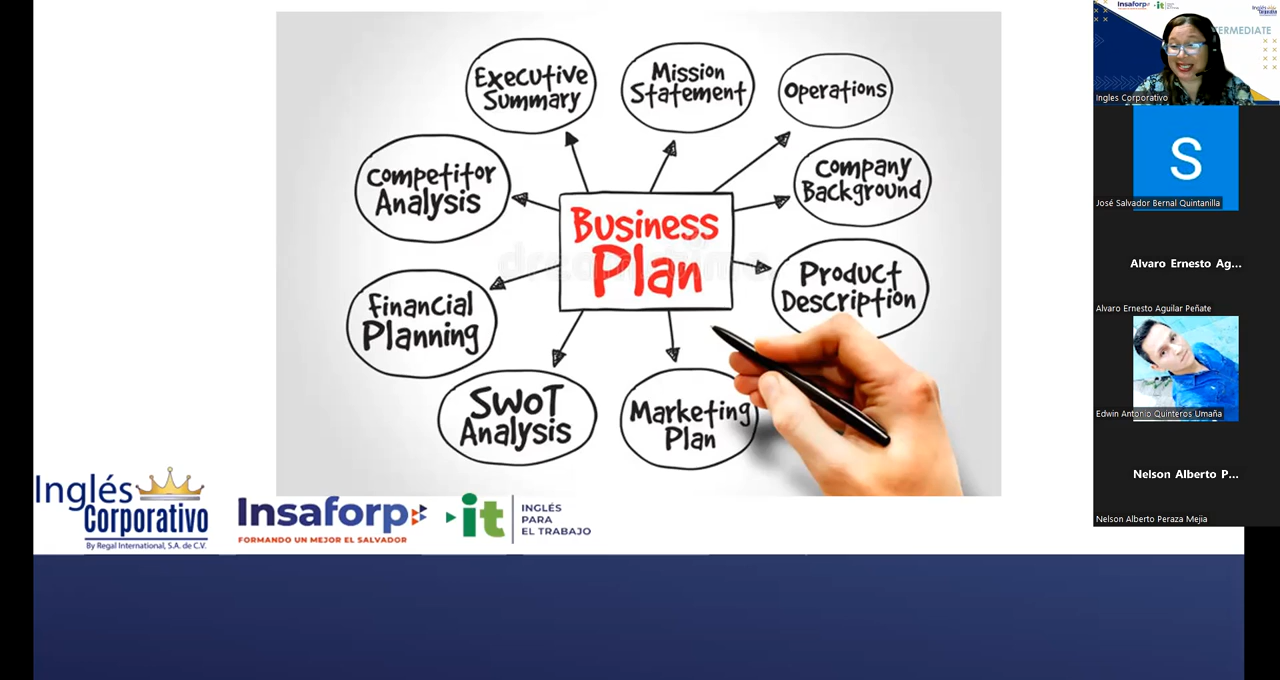 Executive
Summary
Mission
Statement
Operations
Competitor
Analysis
Company
Background
Business
Plan
Financial
Planning
Product
Description
SWOT
Analysis
Marketing
Plan
Inglés
Corporativo
By Regal International, S.A. de C.V.
Insaforp
FORMANDO UN MEJOR EL SALVADOR
it
INGLÉS
PARA
EL TRABAJO
Insaforp
it
TERMEDIATE
Ingles Corporativo
S
José Salvador Bernal Quintanilla
Alvaro Ernesto Ag...
Alvaro Ernesto Aguilar Peñate
Edwin Antonio Quinteros Umaña
Nelson Alberto P...
Nelson Alberto Peraza Mejia